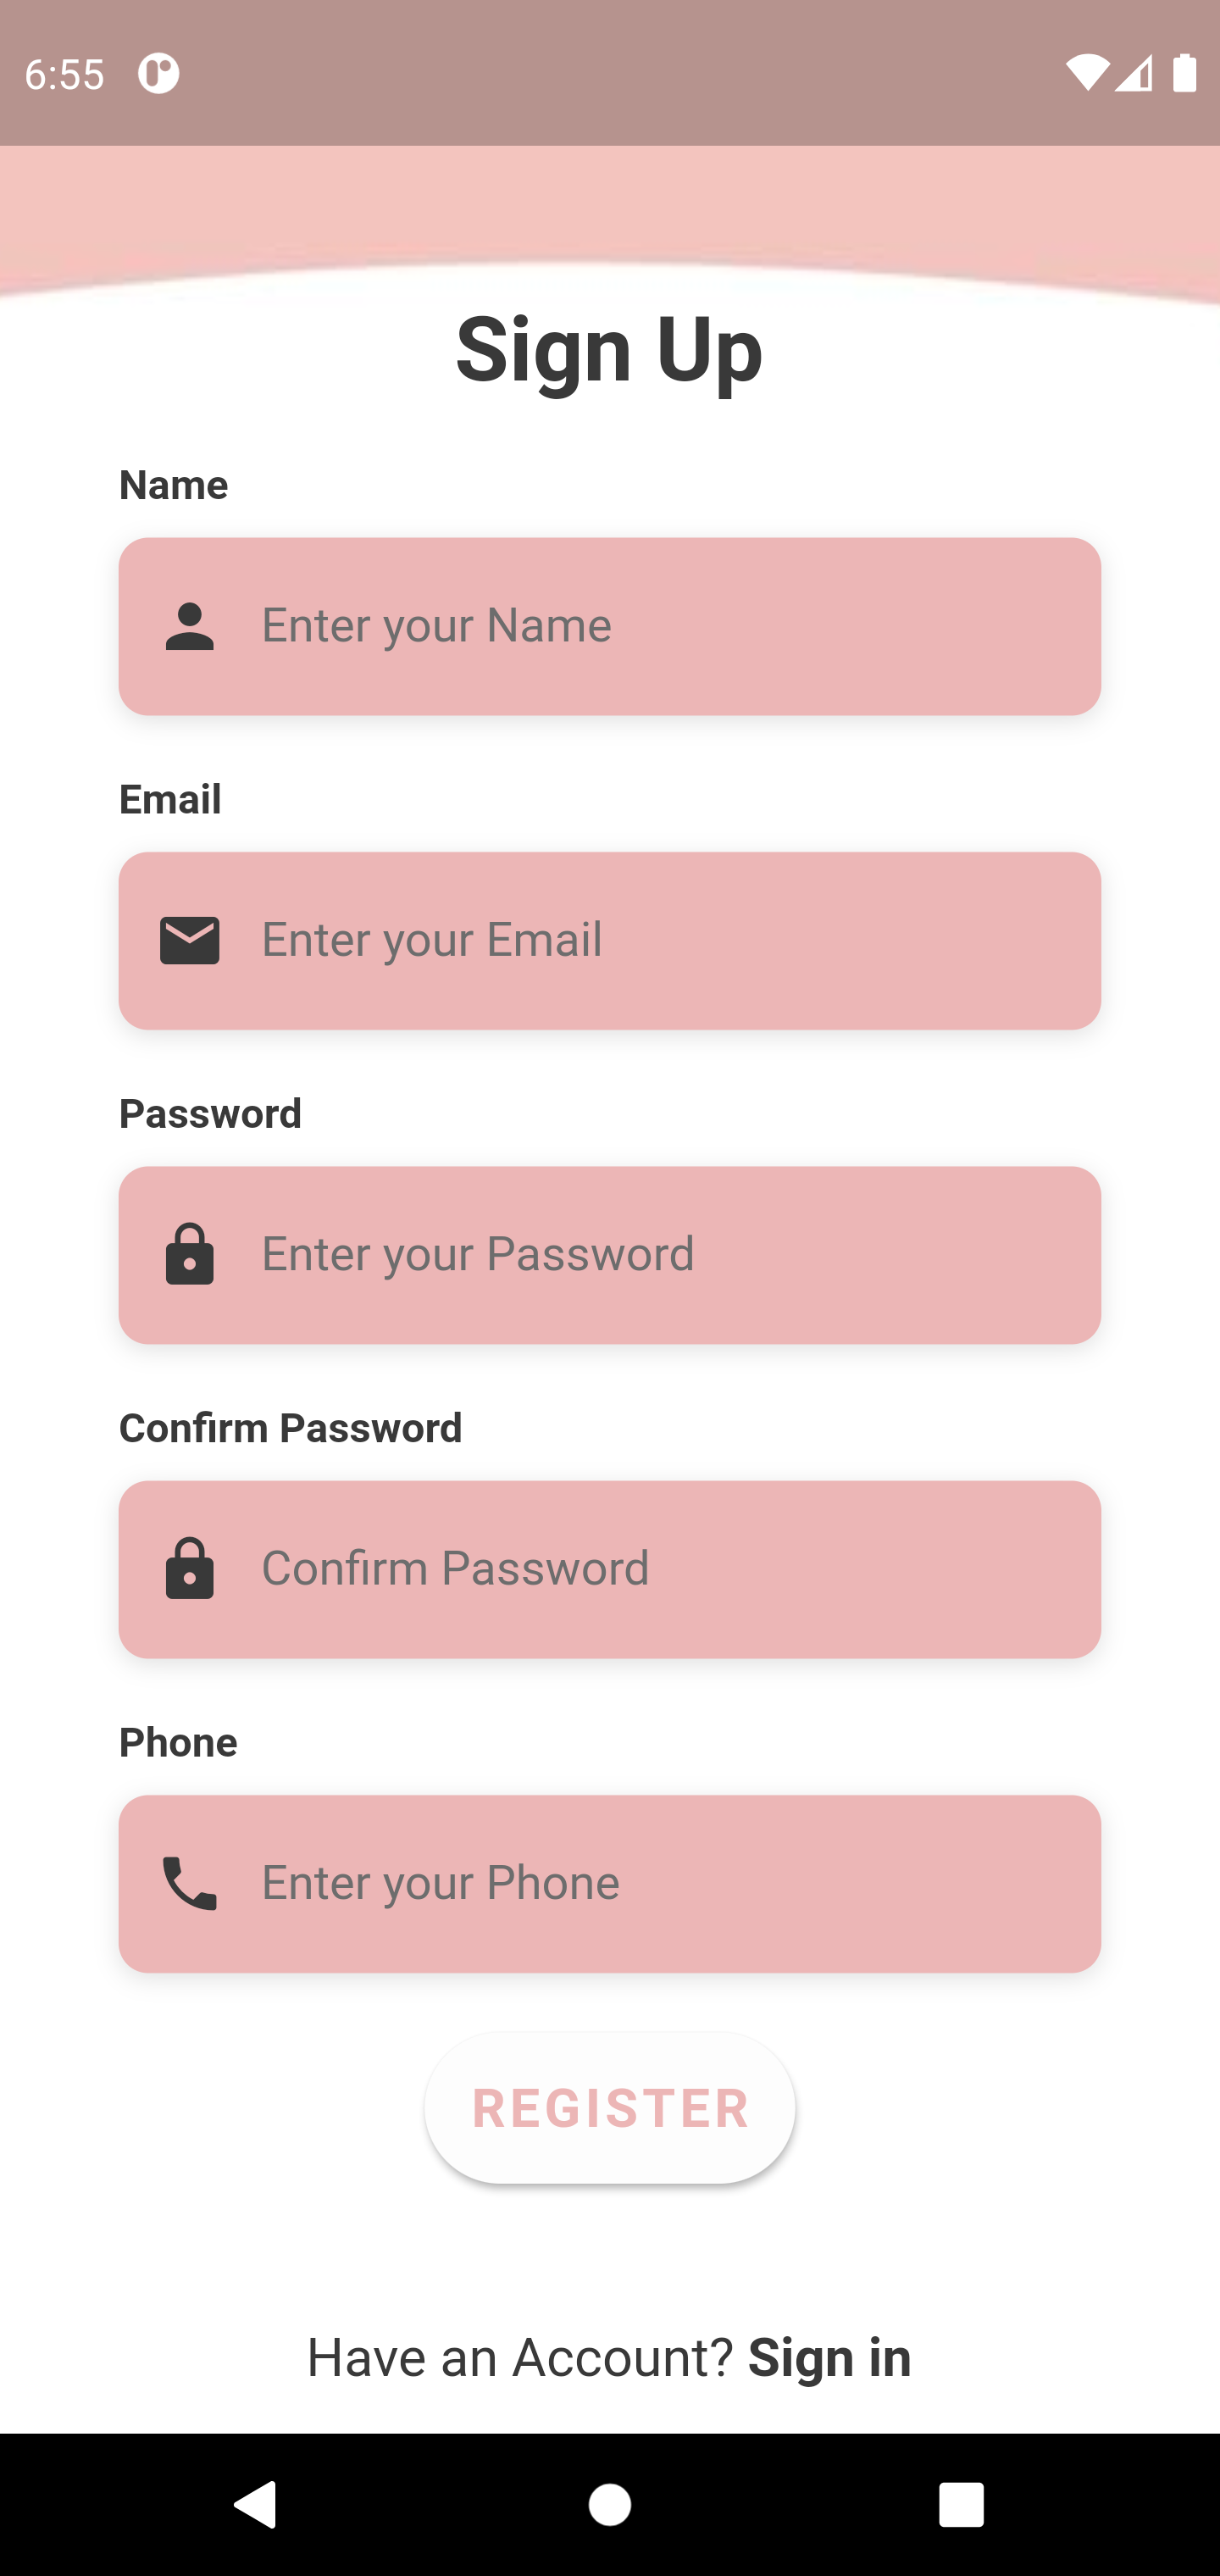 6:55
Sign Up
Name
Enter your Name
Email
Enter your Email
Password
Enter your Password
Confirm Password
Confirm Password
Phone
Enter your Phone
REGISTER
Have an Account? Sign in